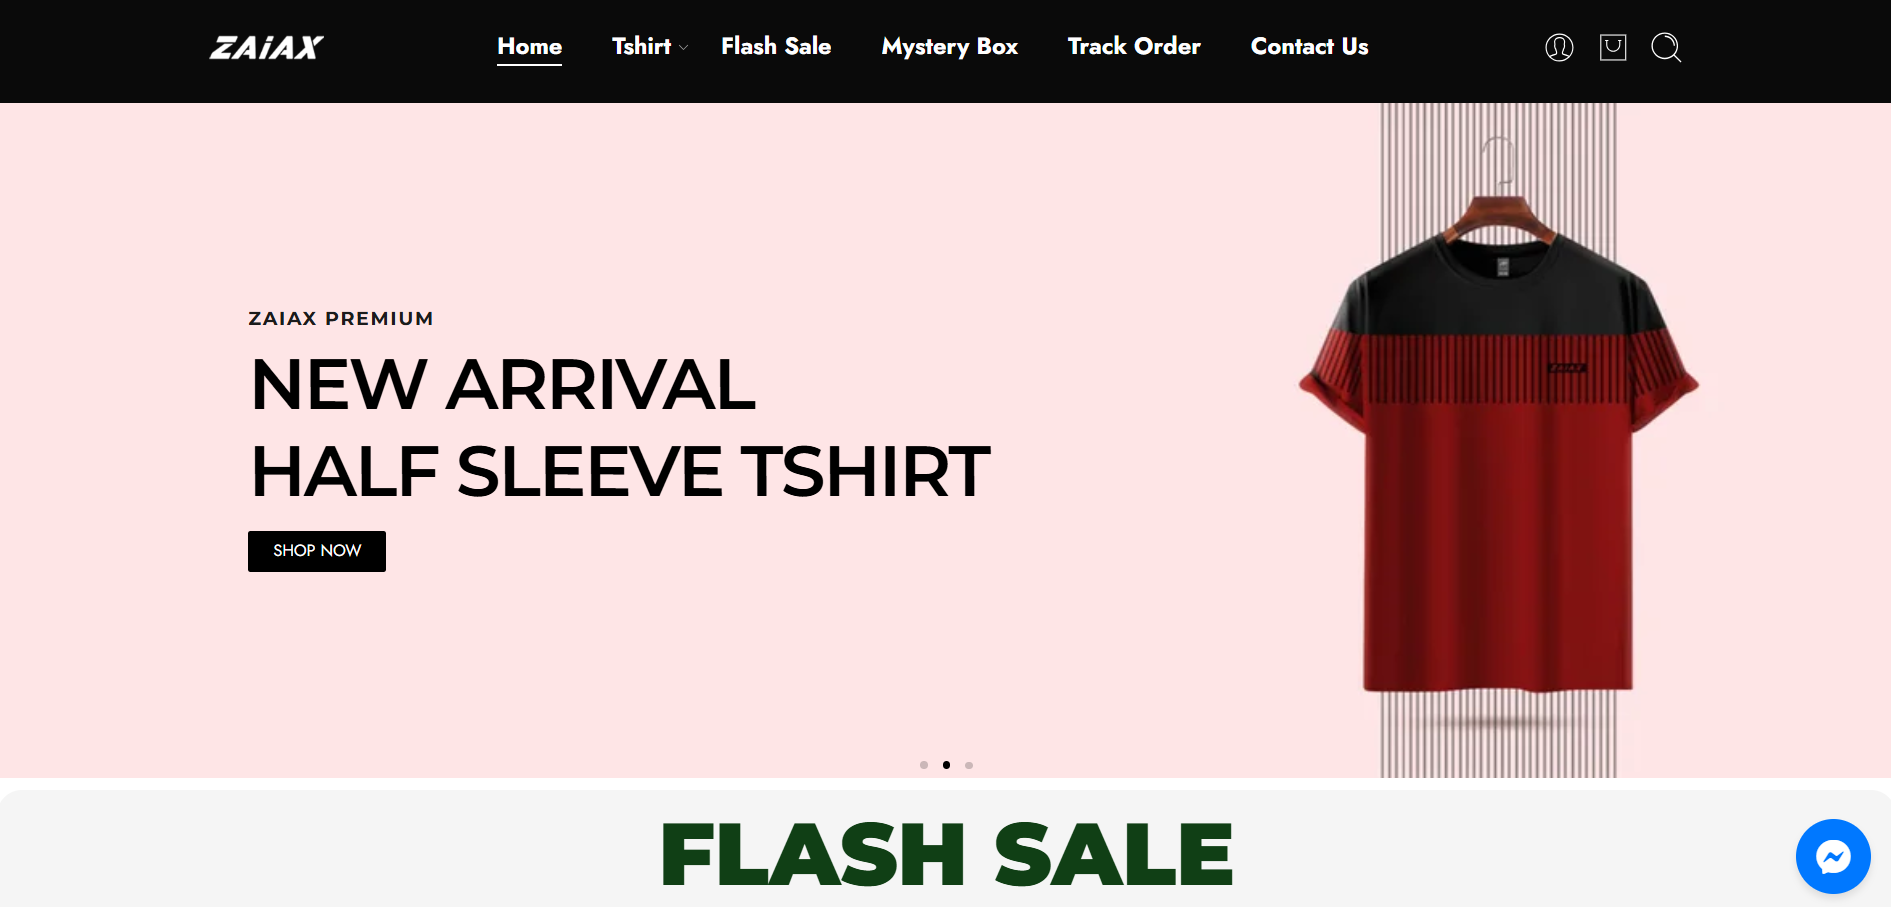 ZAiAX
Home Tshirt Flash Sale Mystery Box Track Order Contact Us
ZAIAX PREMIUM
NEW ARRIVAL
HALF SLEEVE TSHIRT
SHOP NOW
ZAiAX
FLASH SALE